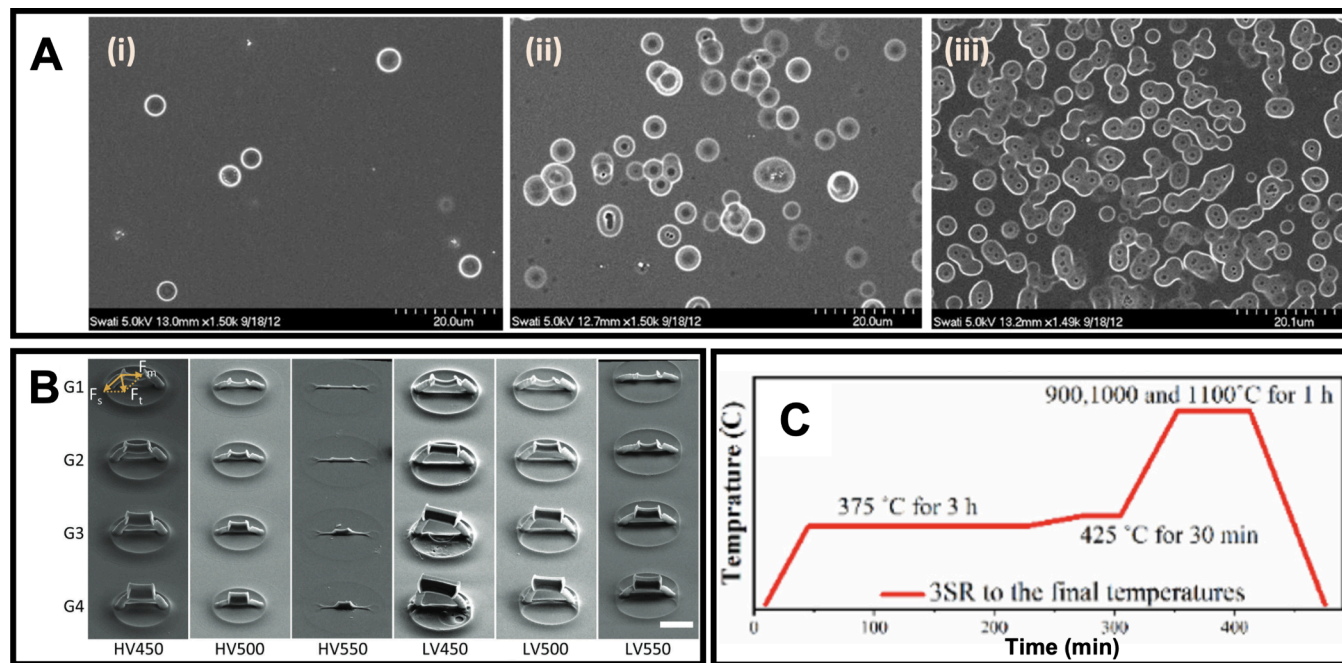 A
(i)
(ii)
(iii)
Swati 5.0kV 13.0mm x1.50k 9/18/12 20.0um
Swati 5.0kV 12.7mm x1.50k 9/18/12 20.0um
Swati 5.0kV 13.2mm x1.49k 9/18/12 20.1um
B
G1
Fm
Fs
Ft
G2
G3
G4
HV450 HV500 HV550 LV450 LV500 LV550
C
Temprature (C)
900,1000 and 1100˚C for 1 h
375 ˚C for 3 h
425 ˚C for 30 min
3SR to the final temperatures
0 100 200 300 400
Time (min)